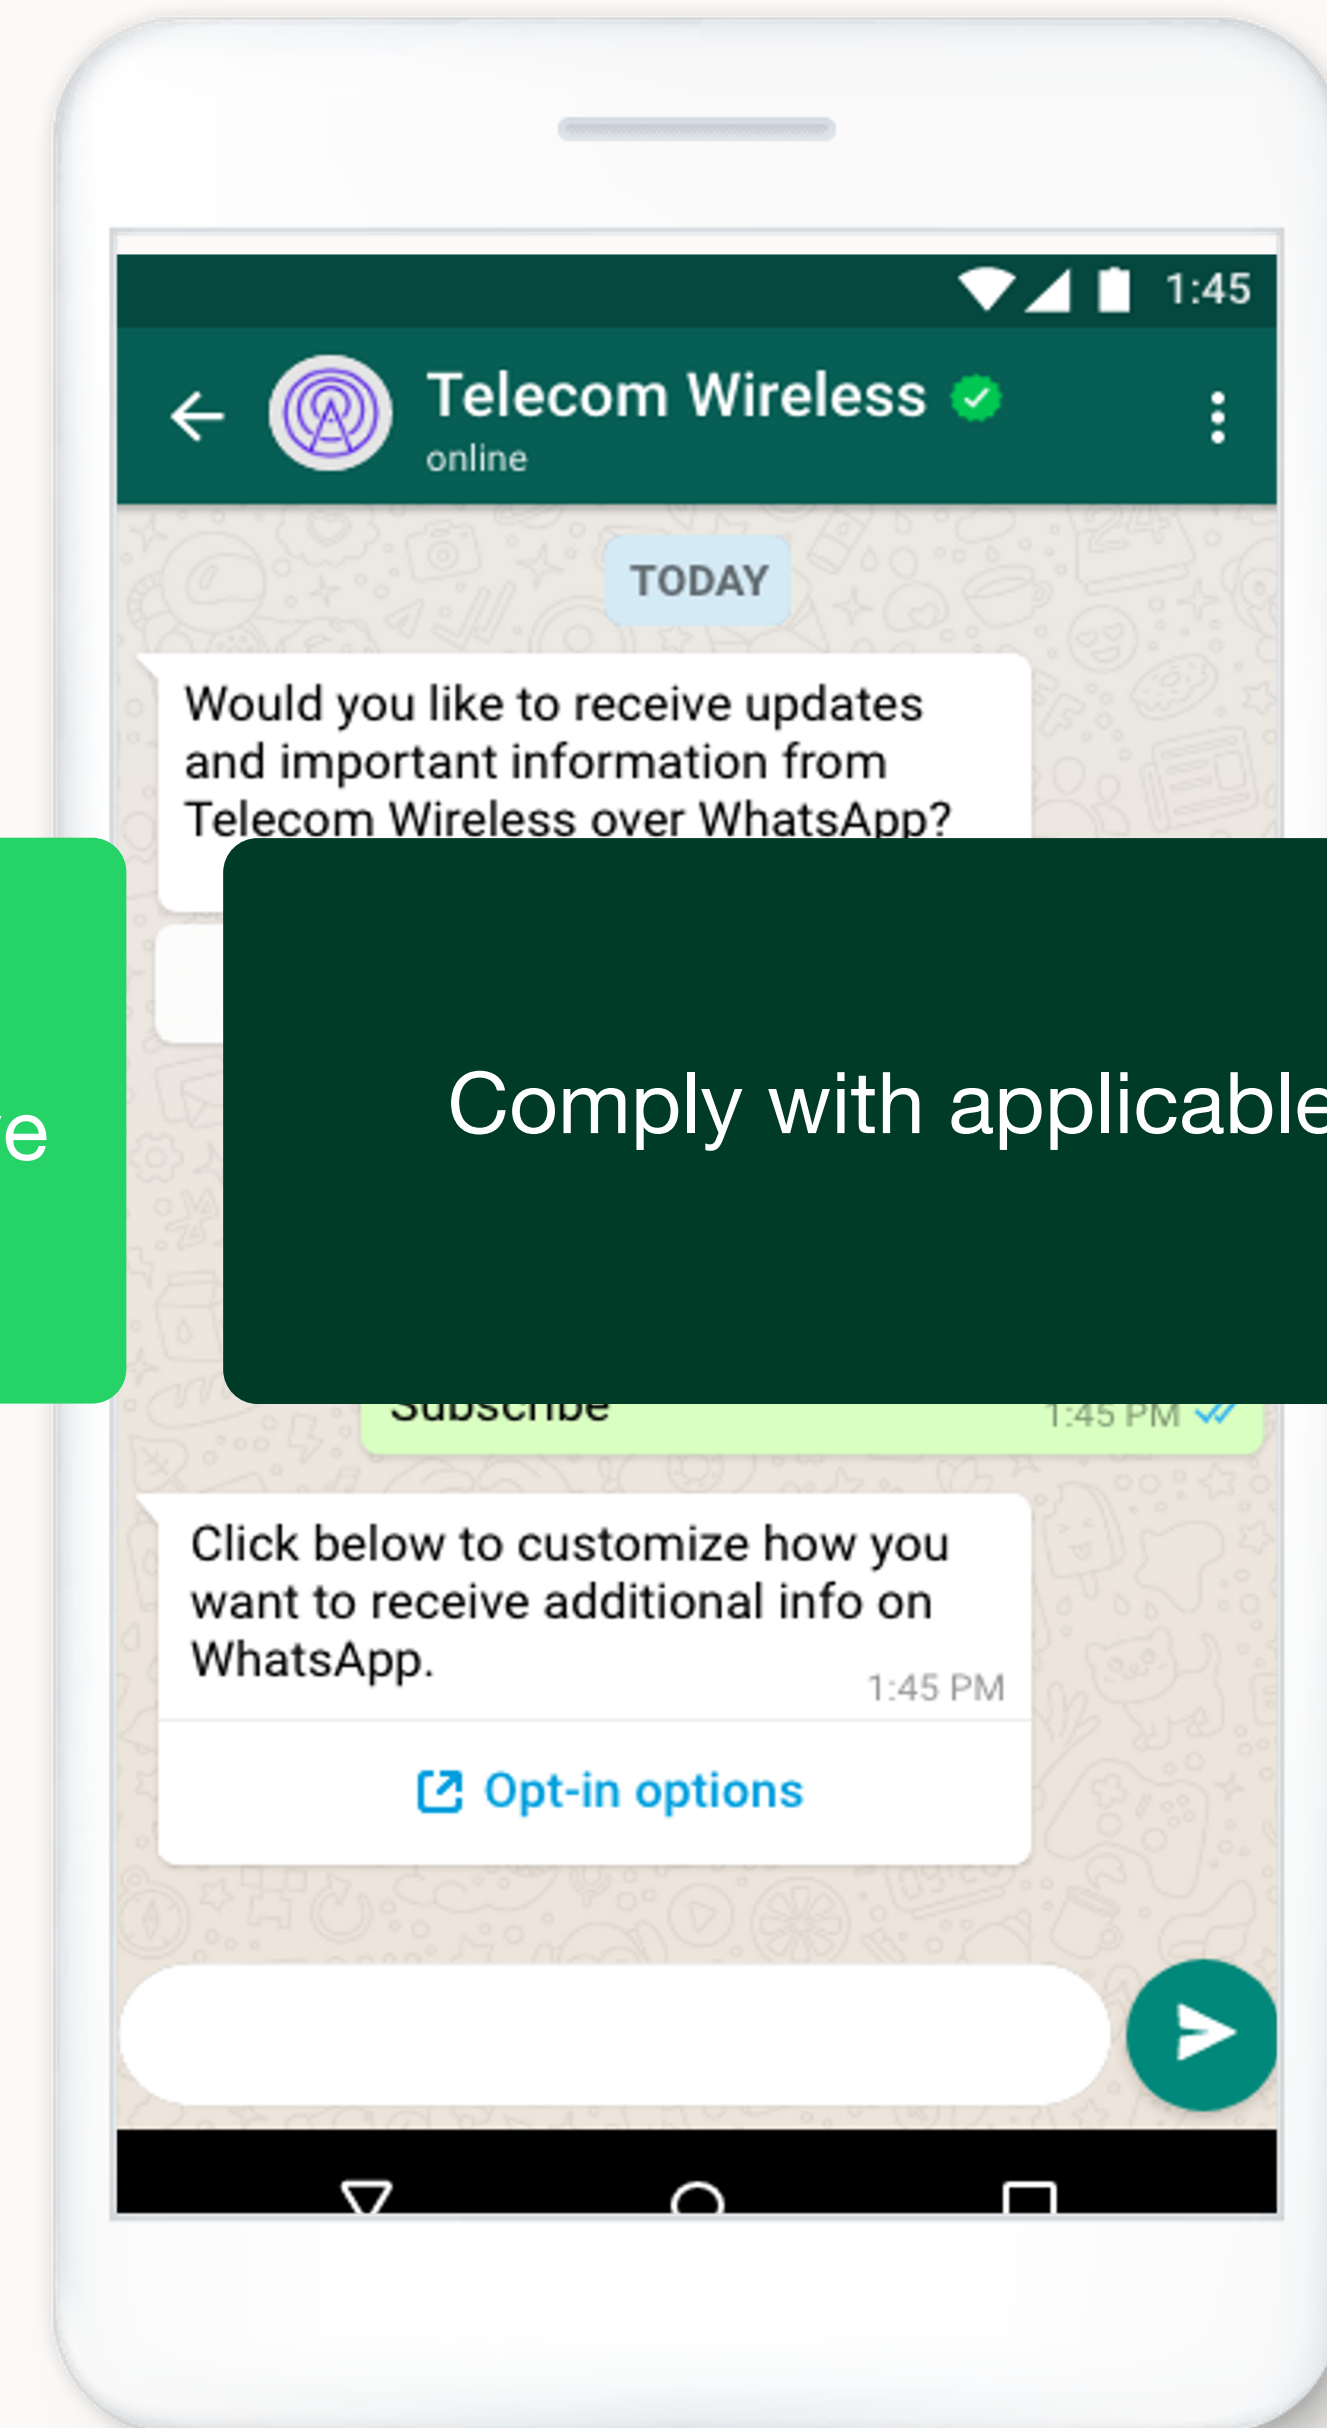 1:45
Telecom Wireless
online
TODAY
Would you like to receive updates
and important information from
Telecom Wireless over WhatsApp?
Comply with applicable
Subscribe
1:45 PM
Click below to customize how you
want to receive additional info on
WhatsApp.
1:45 PM
Opt-in options